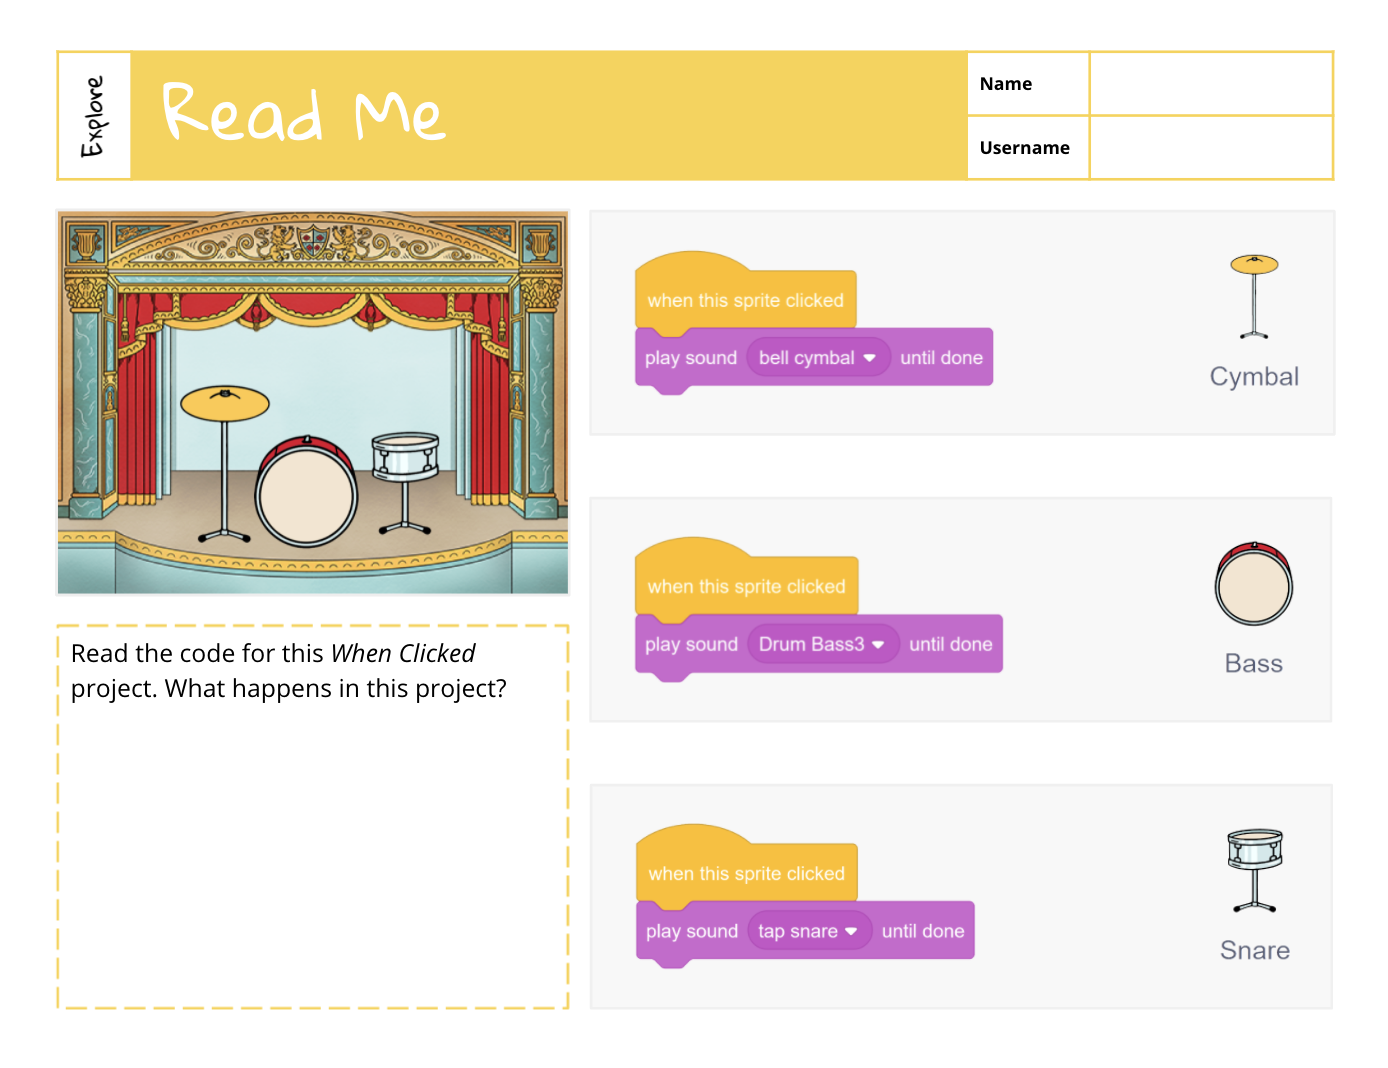 Explore
Read Me
Name
Username
when this sprite clicked
play sound bell cymbal until done
Cymbal
Read the code for this When Clicked
project. What happens in this project?
when this sprite clicked
play sound Drum Bass3 until done
Bass
when this sprite clicked
play sound tap snare until done
Snare